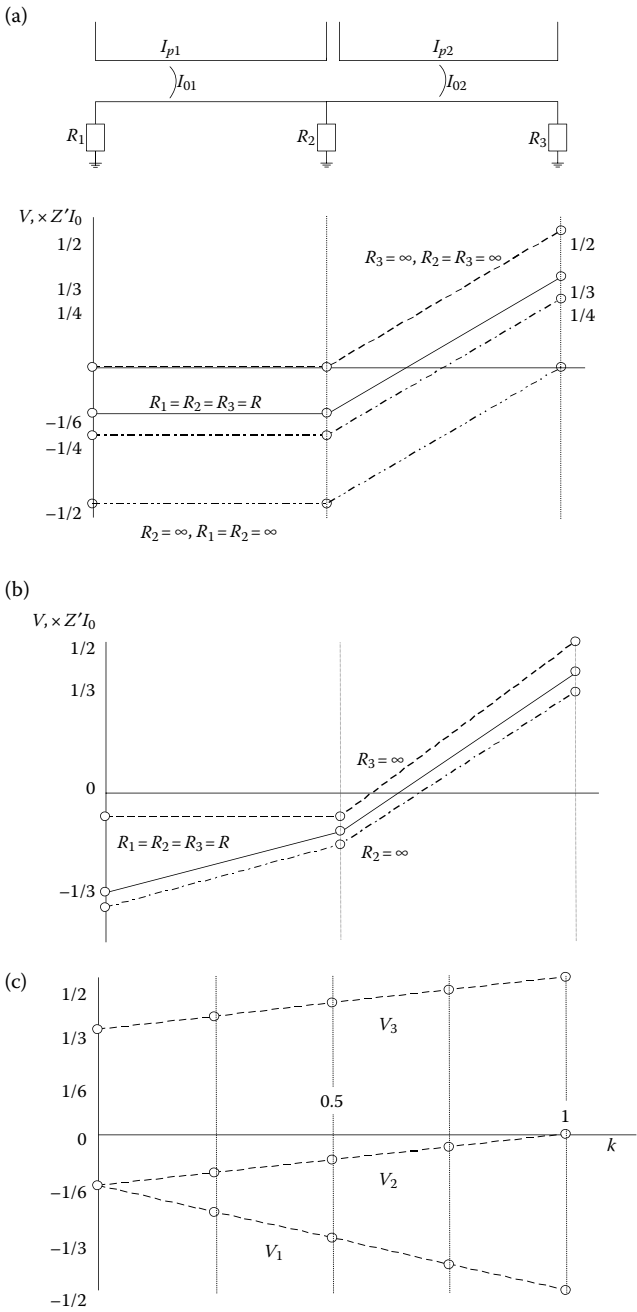 (a)
I_p1 I_p2
I_01 I_02
R_1 R_2 R_3
V, × Z′I_0
1/2
R_3 = ∞, R_2 = R_3 = ∞
1/2
1/3
1/3
1/4
1/4
R_1 = R_2 = R_3 = R
−1/6
−1/4
−1/2
R_2 = ∞, R_1 = R_2 = ∞
(b)
V, × Z′I_0
1/2
1/3
R_3 = ∞
0
R_1 = R_2 = R_3 = R
R_2 = ∞
−1/3
(c)
1/2
V_3
1/3
1/6
0.5 1
0
k
−1/6
V_2
V_1
−1/3
−1/2